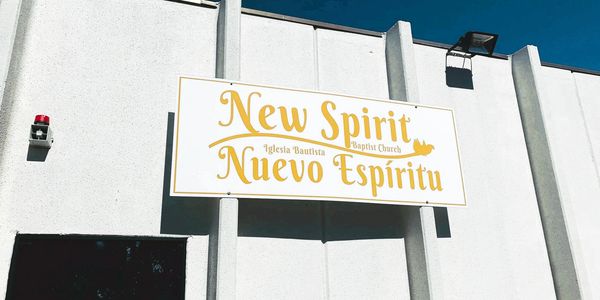 New Spirit
Iglesia Bautista Baptist Church
Nuevo Espíritu